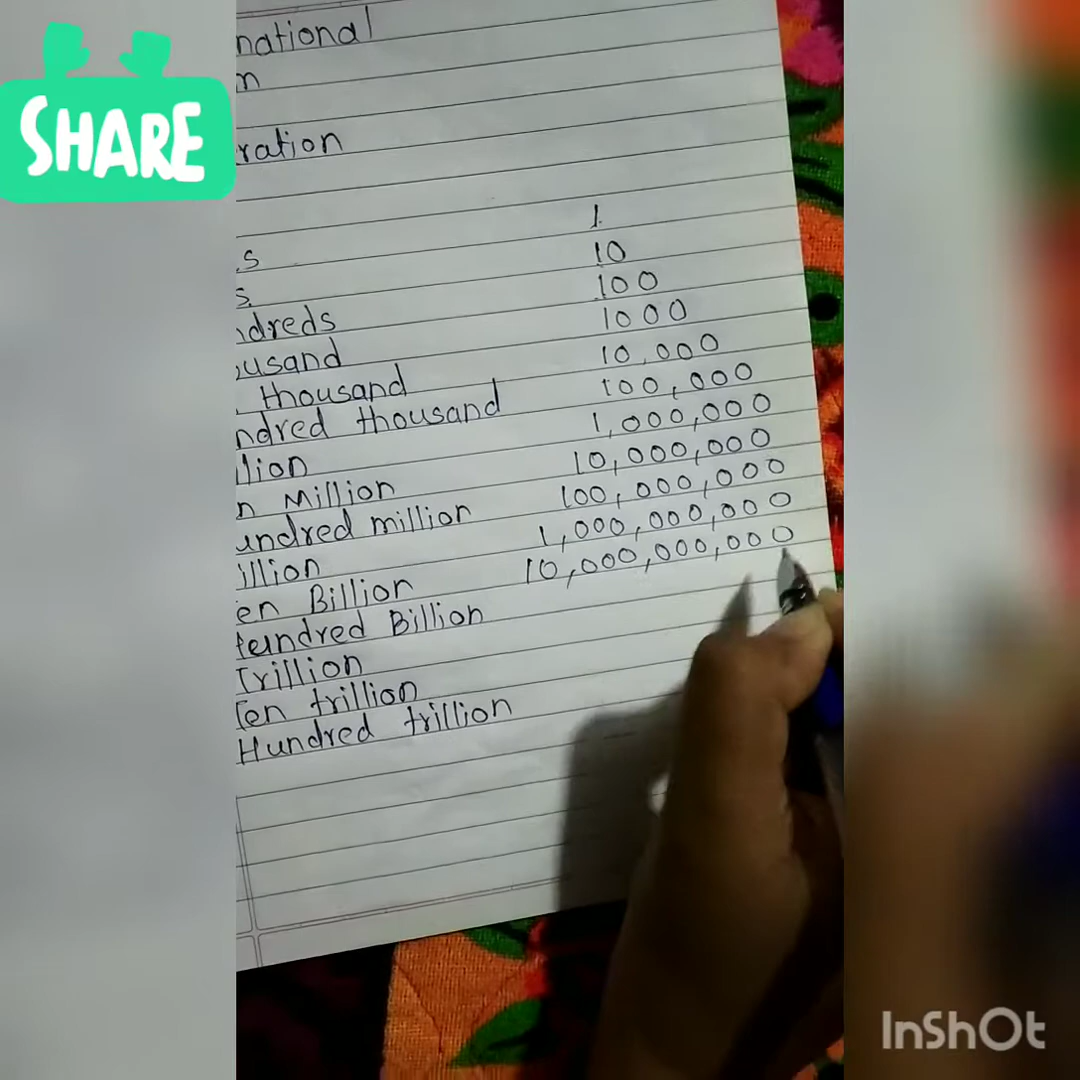 SHARE
national
n
ration
s 1
s 10
ndreds 100
usand 1000
thousand 10,000
ndred thousand 100,000
llion 1,000,000
n Million 10,000,000
undred million 100,000,000
illion 1,000,000,000
en Billion 10,000,000,000
Hundred Billion
Trillion
Ten trillion
Hundred trillion
InShOt